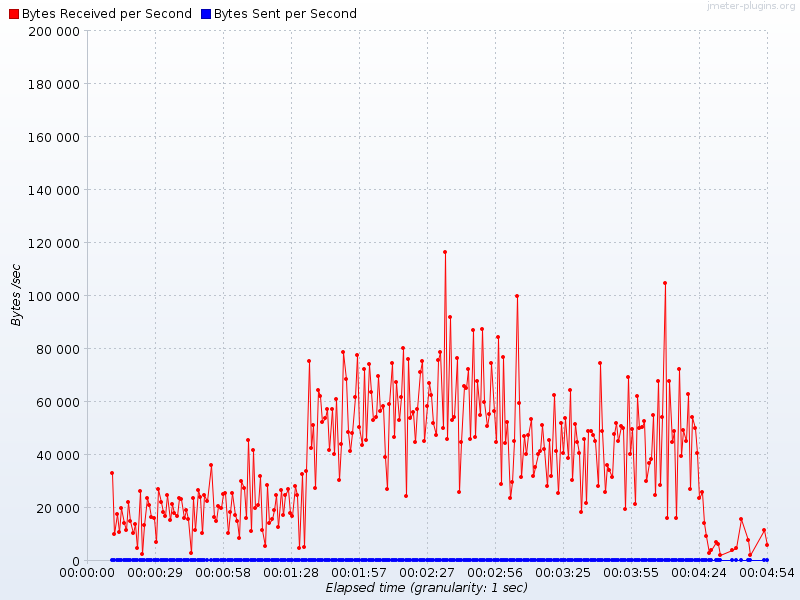 jmeter-plugins.org
Bytes Received per Second Bytes Sent per Second
200 000
180 000
160 000
140 000
120 000
100 000
80 000
60 000
40 000
20 000
0
Bytes /sec
00:00:00 00:00:29 00:00:58 00:01:28 00:01:57 00:02:27 00:02:56 00:03:25 00:03:55 00:04:24 00:04:54
Elapsed time (granularity: 1 sec)